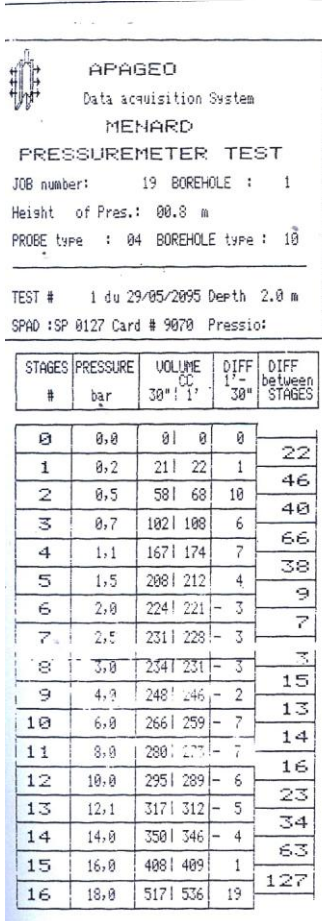 APAGEO
Data acquisition System
MENARD
PRESSUREMETER TEST
JOB number: 19 BOREHOLE : 1
Height of Pres.: 00.8 m
PROBE type : 04 BOREHOLE type : 10
TEST # 1 du 29/05/2095 Depth 2.0 m
SPAD :SP 0127 Card # 9070 Pressio:
STAGES PRESSURE VOLUME DIFF DIFF
CC 1'- between
# bar 30" | 1' 30" STAGES
0 0,0 0| 0 0
22
1 0,2 21| 22 1
46
2 0,5 58| 68 10
40
3 0,7 102| 108 6
66
4 1,1 167| 174 7
38
5 1,5 208| 212 4
9
6 2,0 224| 221 - 3
7
7 2,5 231| 228 - 3
3
8 3,0 234| 231 - 3
15
9 4,0 248| 246 - 2
13
10 6,0 266| 259 - 7
14
11 8,0 280| 273 - 7
16
12 10,0 295| 289 - 6
23
13 12,1 317| 312 - 5
34
14 14,0 350| 346 - 4
63
15 16,0 408| 409 1
127
16 18,0 517| 536 19